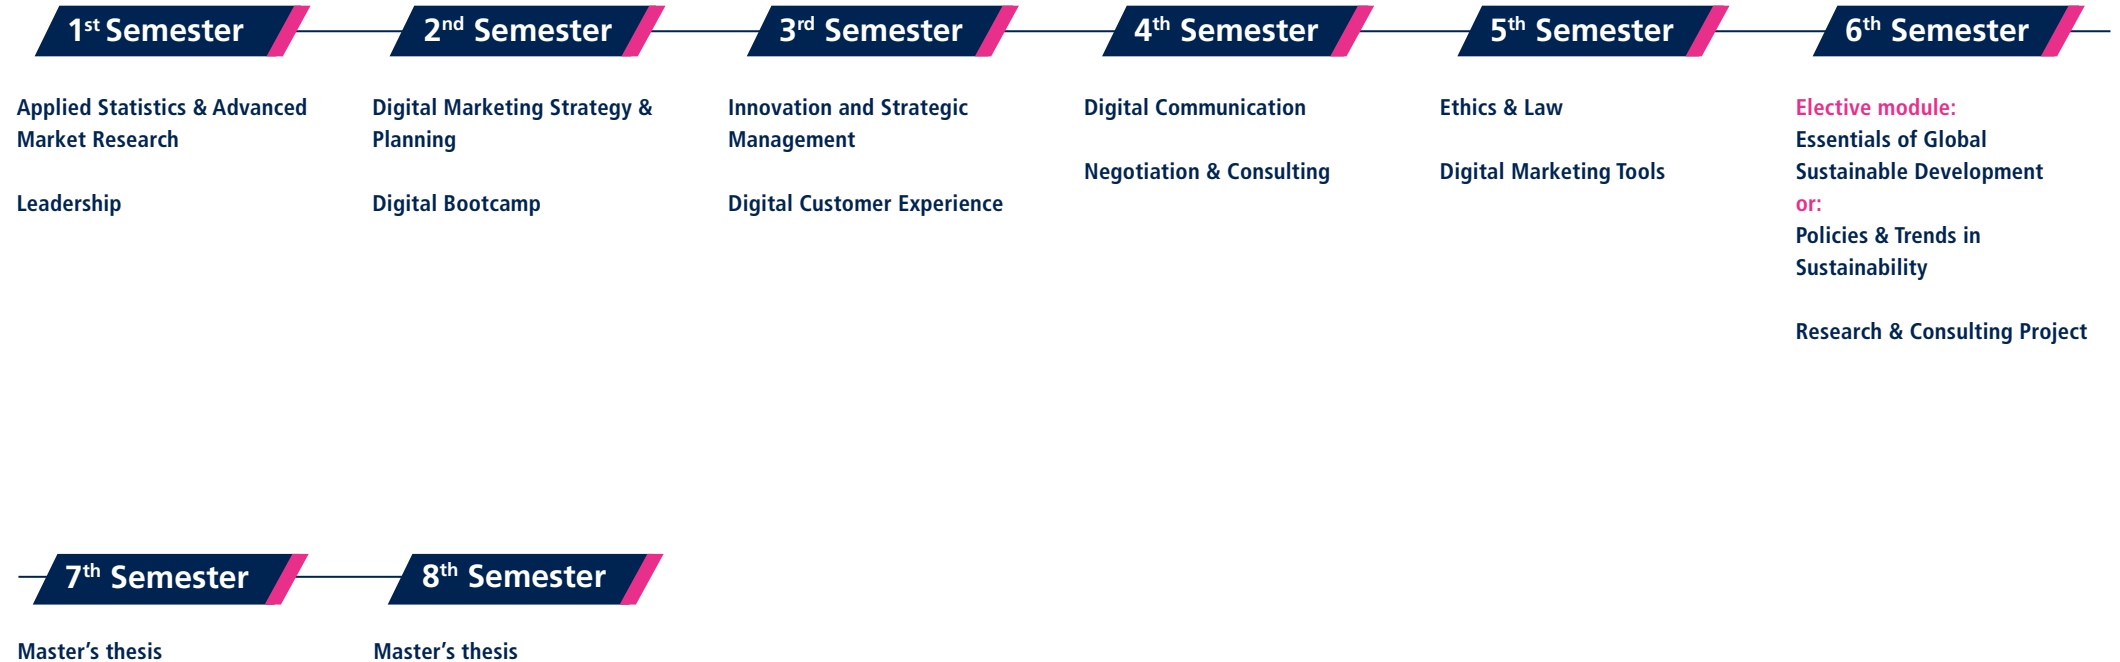 1st Semester
Applied Statistics & Advanced
Market Research
Leadership
2nd Semester
Digital Marketing Strategy &
Planning
Digital Bootcamp
3rd Semester
Innovation and Strategic
Management
Digital Customer Experience
4th Semester
Digital Communication
Negotiation & Consulting
5th Semester
Ethics & Law
Digital Marketing Tools
6th Semester
Elective module:
Essentials of Global
Sustainable Development
or:
Policies & Trends in
Sustainability
Research & Consulting Project
7th Semester
Master’s thesis
8th Semester
Master’s thesis